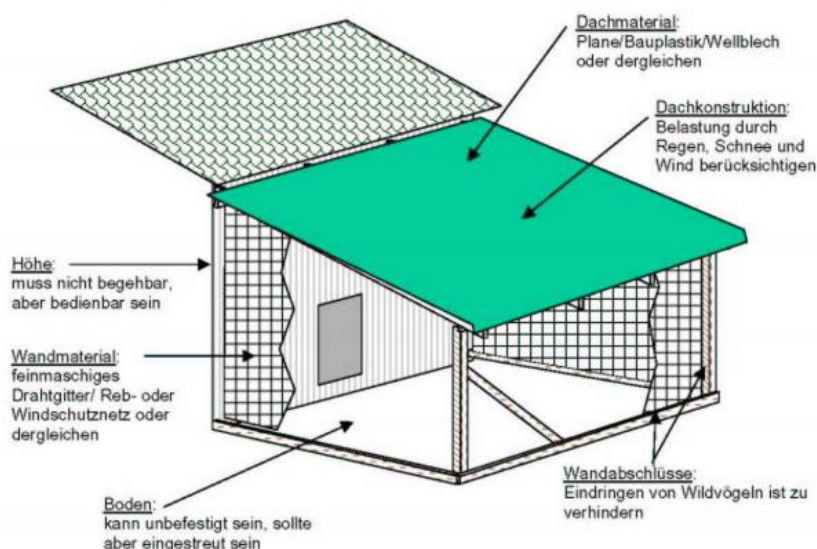 Dachmaterial:
Plane/Bauplastik/Wellblech
oder dergleichen
Dachkonstruktion:
Belastung durch
Regen, Schnee und
Wind berücksichtigen
Höhe:
muss nicht begehbar,
aber bedienbar sein
Wandmaterial:
feinmaschiges
Drahtgitter/ Reb- oder
Windschutznetz oder
dergleichen
Wandabschlüsse:
Eindringen von Wildvögeln ist zu
verhindern
Boden:
kann unbefestigt sein, sollte
aber eingestreut sein